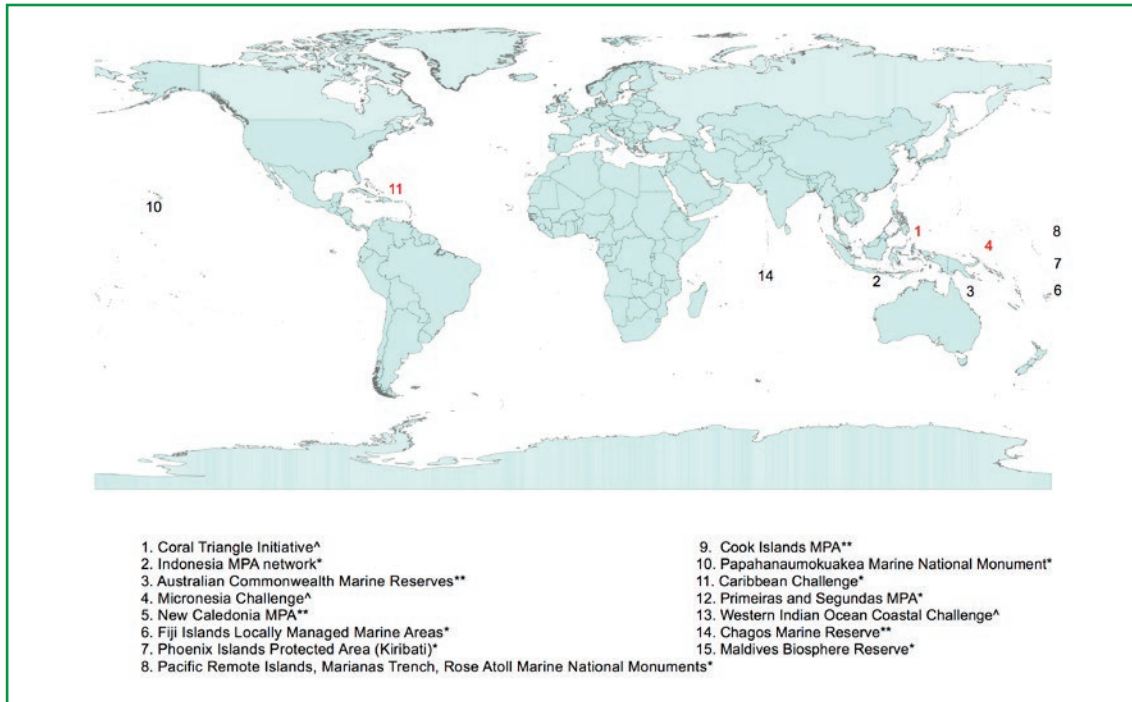 11
10
1
8
4
7
14
2
3
6
1. Coral Triangle Initiative^
2. Indonesia MPA network*
3. Australian Commonwealth Marine Reserves**
4. Micronesia Challenge^
5. New Caledonia MPA**
6. Fiji Islands Locally Managed Marine Areas*
7. Phoenix Islands Protected Area (Kiribati)*
8. Pacific Remote Islands, Marianas Trench, Rose Atoll Marine National Monuments*
9. Cook Islands MPA**
10. Papahanaumokuakea Marine National Monument*
11. Caribbean Challenge*
12. Primeiras and Segundas MPA*
13. Western Indian Ocean Coastal Challenge^
14. Chagos Marine Reserve**
15. Maldives Biosphere Reserve*